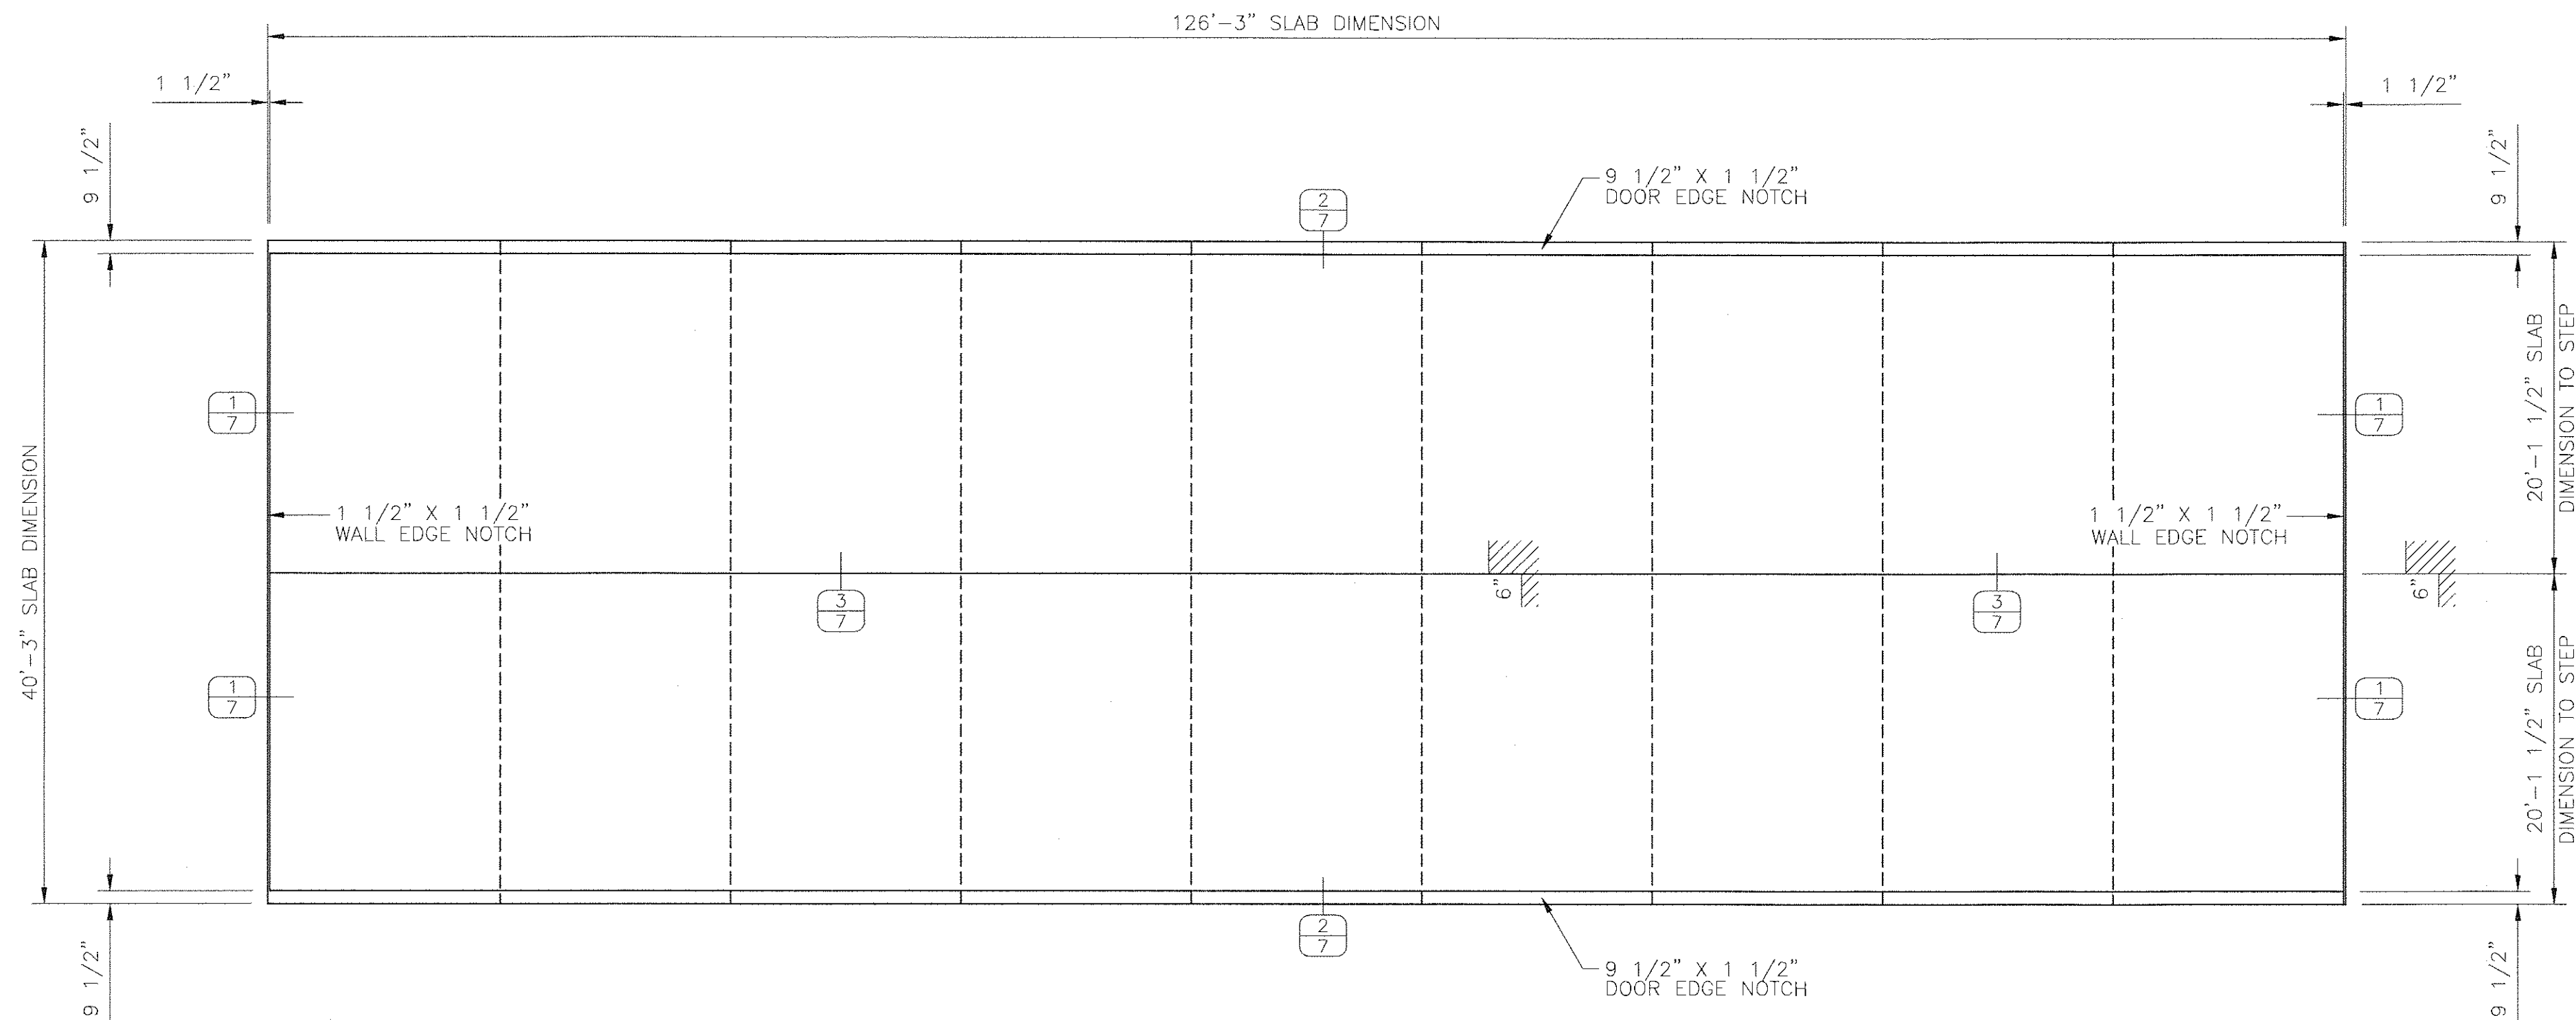 126'-3" SLAB DIMENSION
1 1/2"
1 1/2"
9 1/2"
9 1/2"
9 1/2" X 1 1/2"
DOOR EDGE NOTCH
2
7
1
7
1
7
20'-1 1/2" SLAB
DIMENSION TO STEP
40'-3" SLAB DIMENSION
1 1/2" X 1 1/2"
WALL EDGE NOTCH
1 1/2" X 1 1/2"
WALL EDGE NOTCH
6"
6"
3
7
3
7
1
7
1
7
20'-1 1/2" SLAB
DIMENSION TO STEP
2
7
9 1/2" X 1 1/2"
DOOR EDGE NOTCH
9 1/2"
9 1/2"